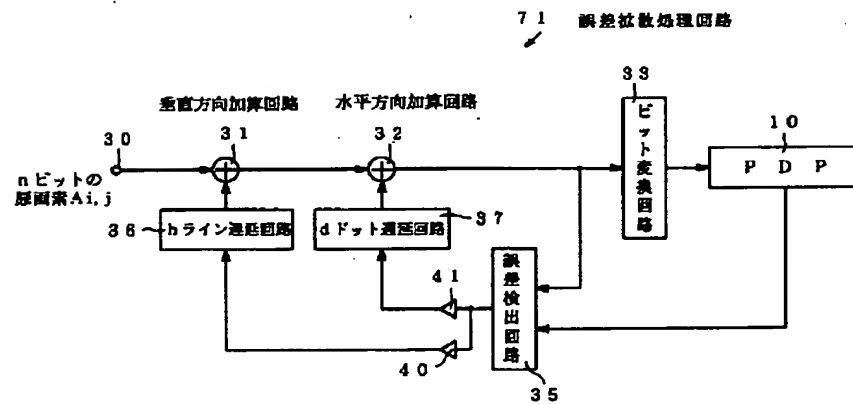 71 誤差拡散処理回路
垂直方向加算回路
水平方向加算回路
30
31
32
33
ビット変換回路
10
PDP
nビットの
原画素Ai,j
36
hライン遅延回路
dドット遅延回路
37
41
40
誤差検出回路
35